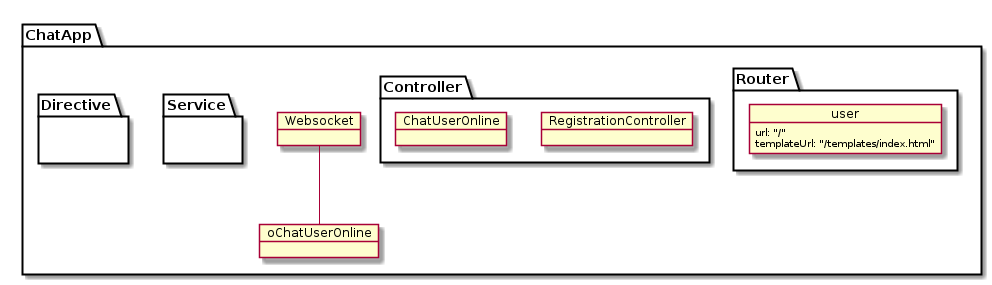 ChatApp
Directive
Service
Websocket
oChatUserOnline
Controller
ChatUserOnline
RegistrationController
Router
user
url: "/"
templateUrl: "/templates/index.html"